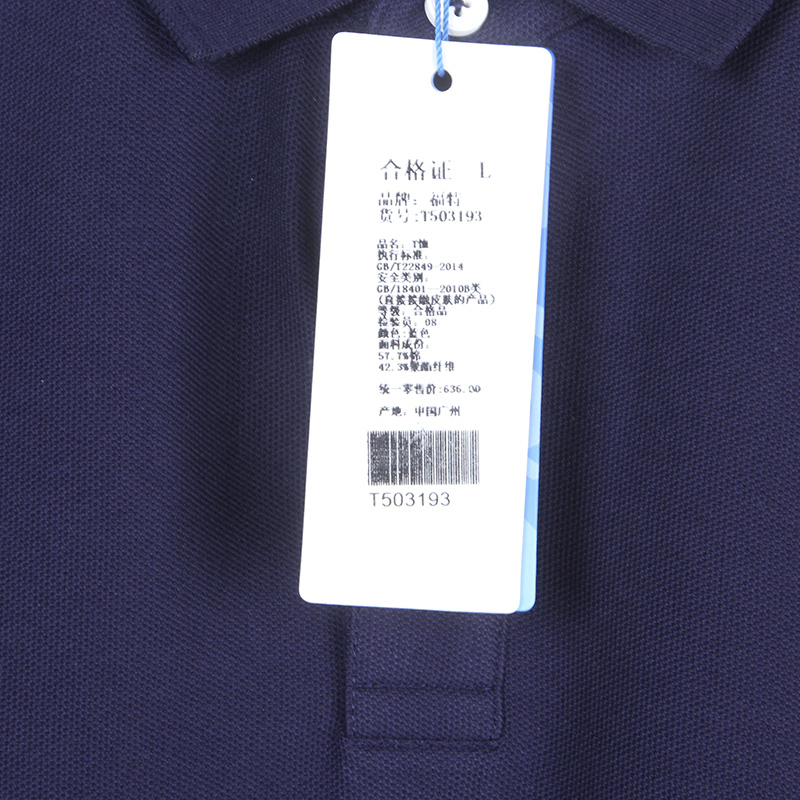 合格证 L
品牌：福特
货号:T503193
品名：T恤
执行标准：
GB/T22849-2014
安全类别：
GB/18401--2010B类
(直接接触皮肤的产品)
等级：合格品
检验员：08
颜色:蓝色
面料成份：
57.7%棉
42.3%聚酯纤维
统一零售价:636.00
产地：中国广州
T503193